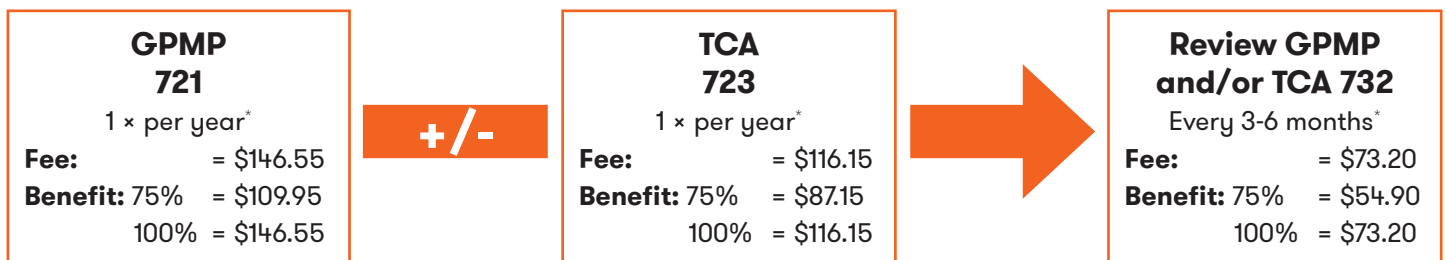 GPMP
721
1 × per year*
Fee: = $146.55
Benefit: 75% = $109.95
100% = $146.55
+/-
TCA
723
1 × per year*
Fee: = $116.15
Benefit: 75% = $87.15
100% = $116.15
Review GPMP
and/or TCA 732
Every 3-6 months*
Fee: = $73.20
Benefit: 75% = $54.90
100% = $73.20